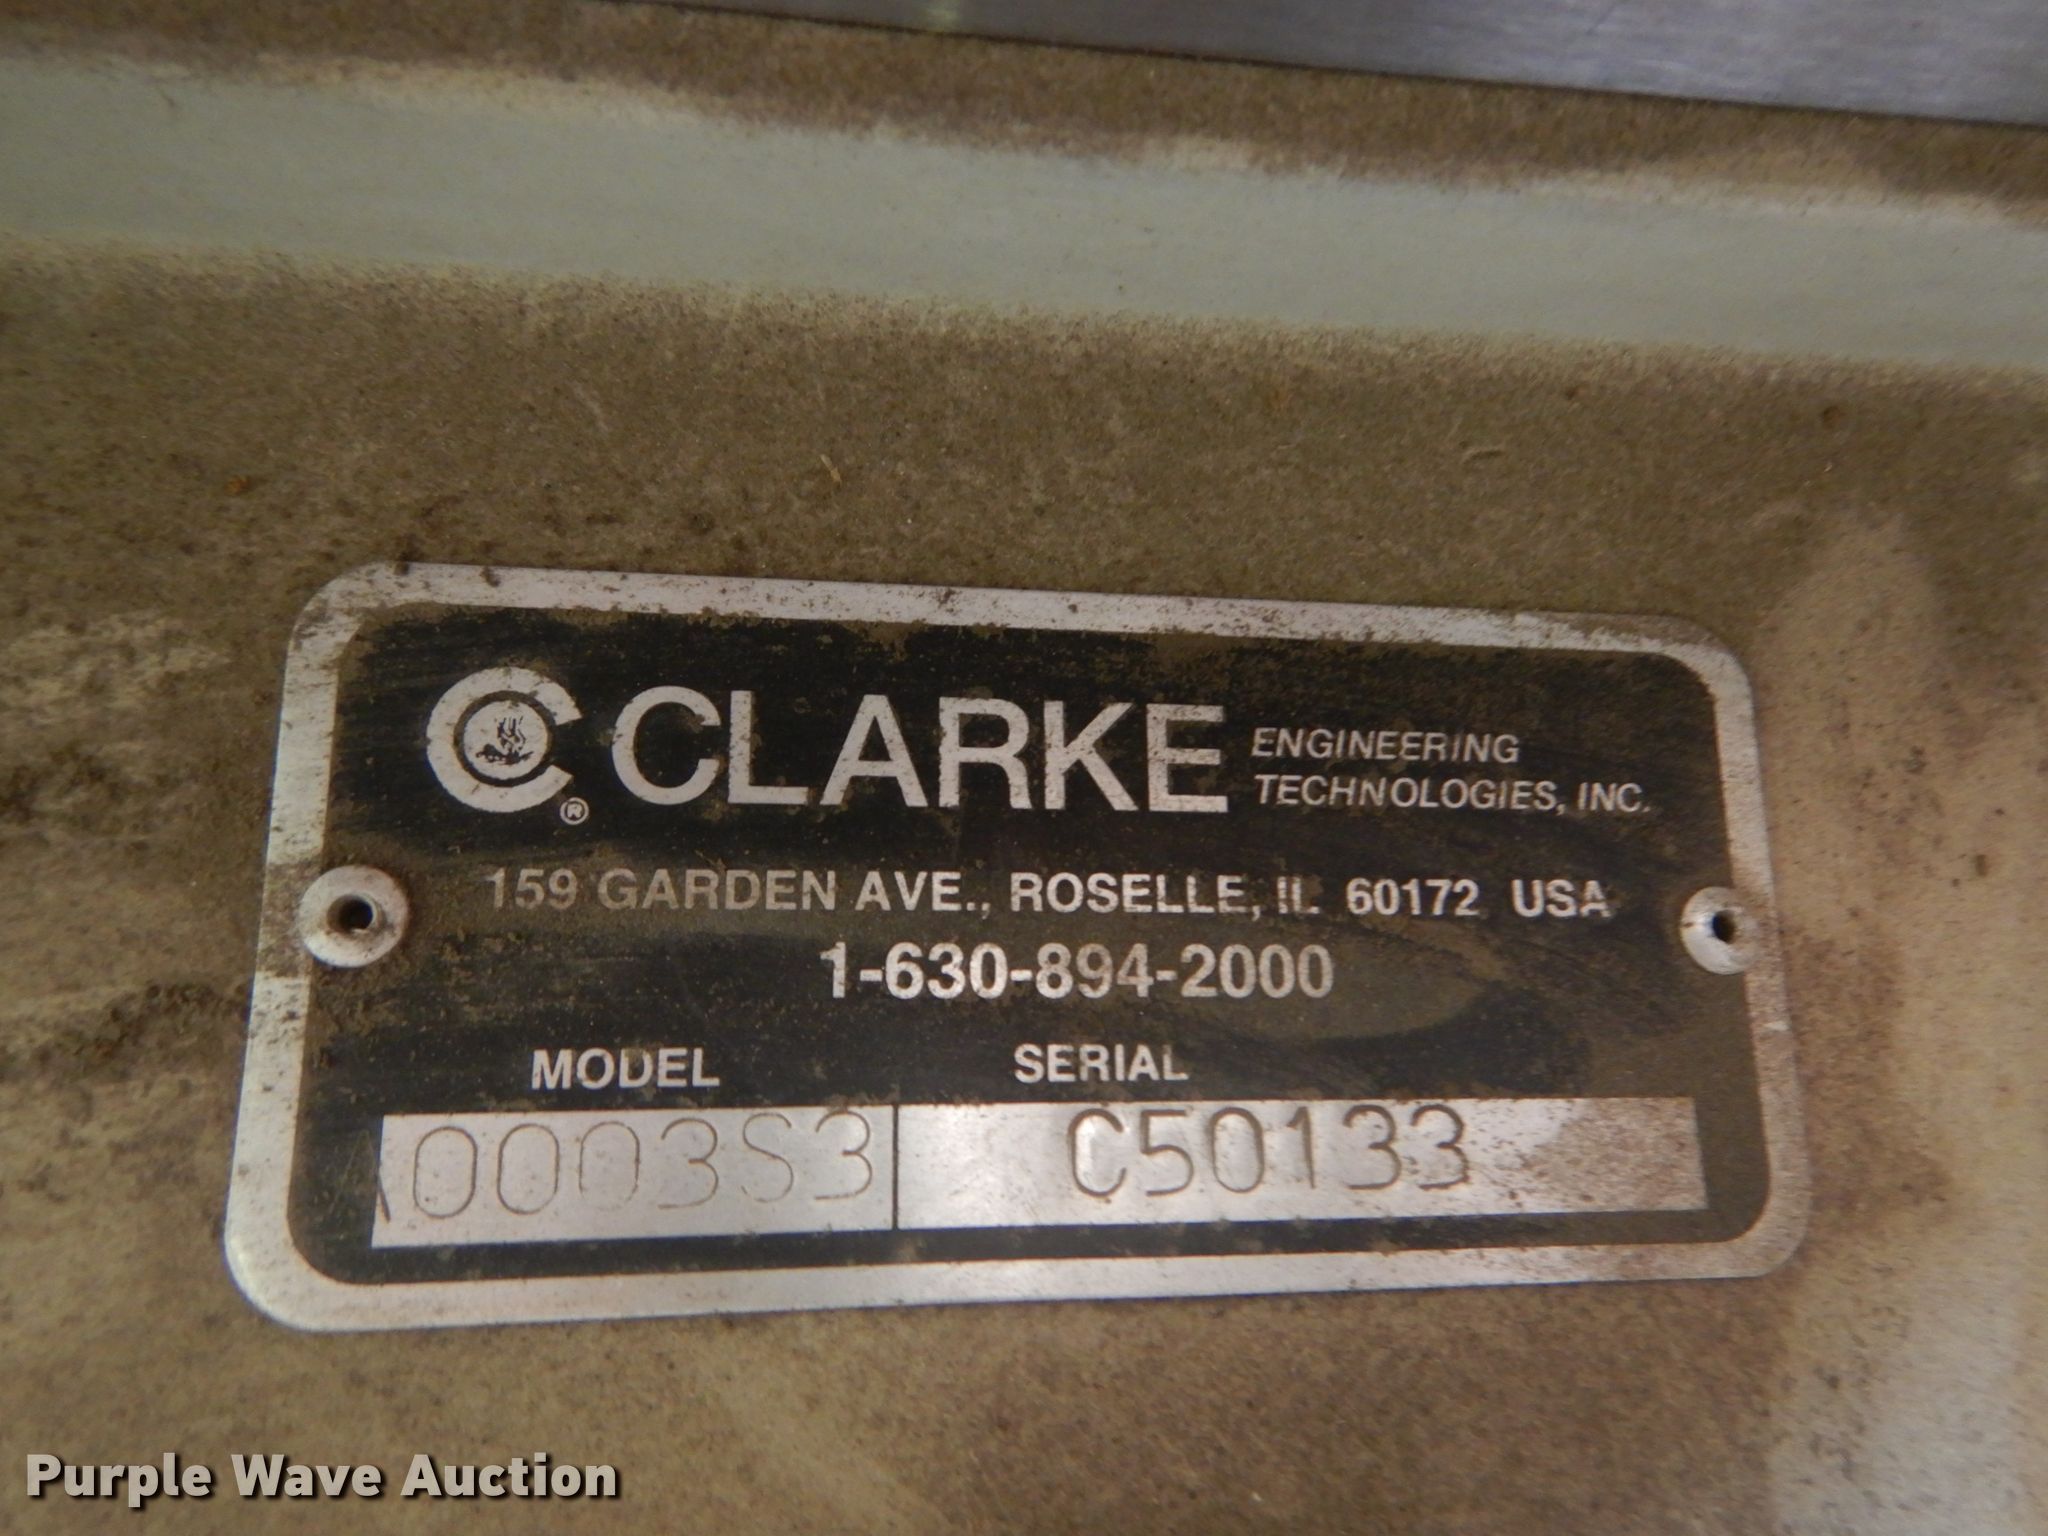 ® CLARKE ENGINEERING
TECHNOLOGIES, INC.
159 GARDEN AVE., ROSELLE, IL 60172 USA
1-630-894-2000
MODEL SERIAL
0003S3 C50133
Purple Wave Auction